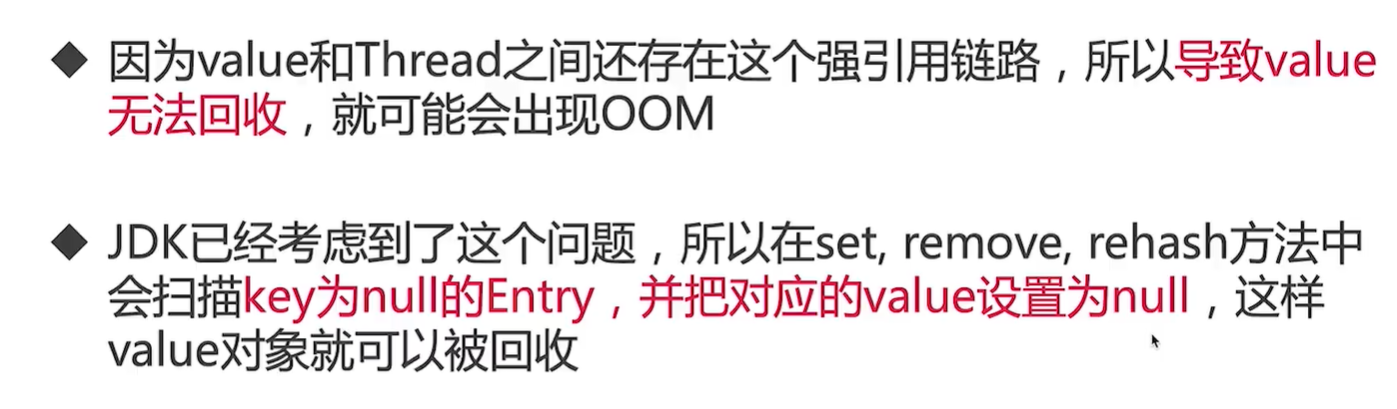 ◆ 因为value和Thread之间还存在这个强引用链路，所以导致value
无法回收，就可能会出现OOM
◆ JDK已经考虑到了这个问题，所以在set, remove, rehash方法中
会扫描key为null的Entry，并把对应的value设置为null，这样
value对象就可以被回收